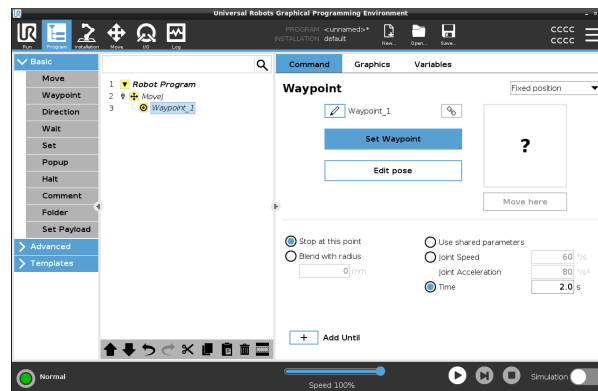 Universal Robots Graphical Programming Environment
Run
Program
Installation
Move
I/O
Log
PROGRAM <unnamed>*
INSTALLATION default
New...
Open...
Save...
CCCC
CCCC
Basic
Move
Waypoint
Direction
Wait
Set
Popup
Halt
Comment
Folder
Set Payload
Advanced
Templates
1 Robot Program
2 MoveJ
3 Waypoint_1
Command Graphics Variables
Waypoint
Fixed position
Waypoint_1
Set Waypoint
Edit pose
?
Move here
Stop at this point
Blend with radius
0 mm
Use shared parameters
Joint Speed 60 °/s
Joint Acceleration 80 °/s²
Time 2.0 s
+ Add Until
Normal
Speed 100%
Simulation